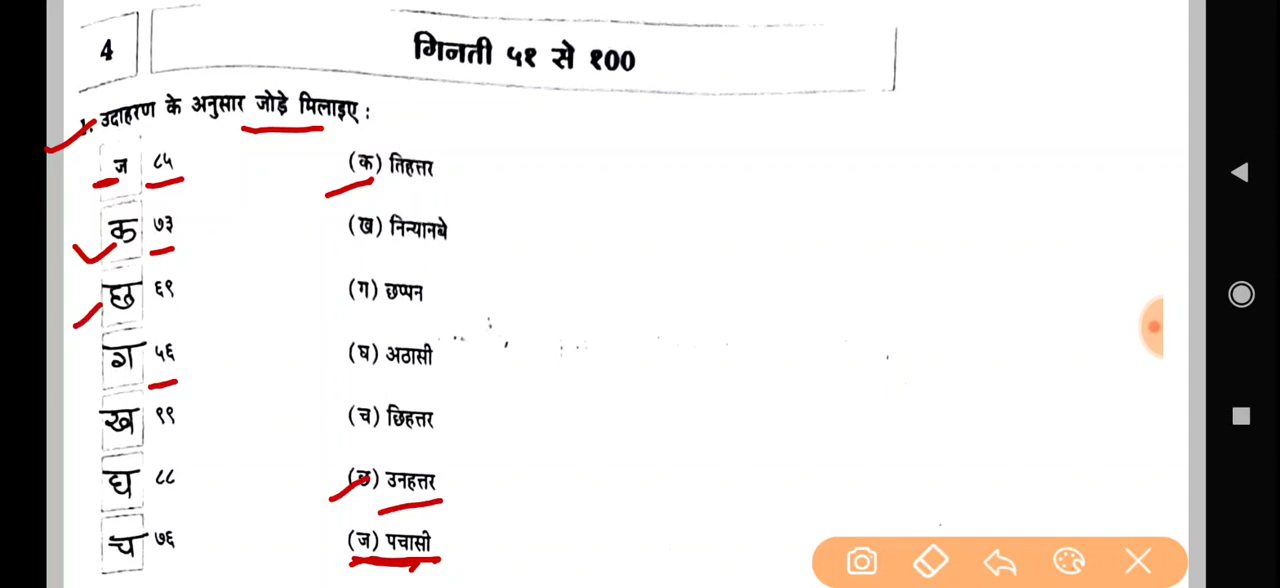 4
गिनती ५१ से १००
1. उदाहरण के अनुसार जोड़े मिलाइए :
ज ८५ (क) तिहत्तर
क ७३ (ख) निन्यानबे
छ ६९ (ग) छप्पन
ग ५६ (घ) अठासी
ख ९९ (च) छिहत्तर
घ ८८ (छ) उनहत्तर
च ७६ (ज) पचासी